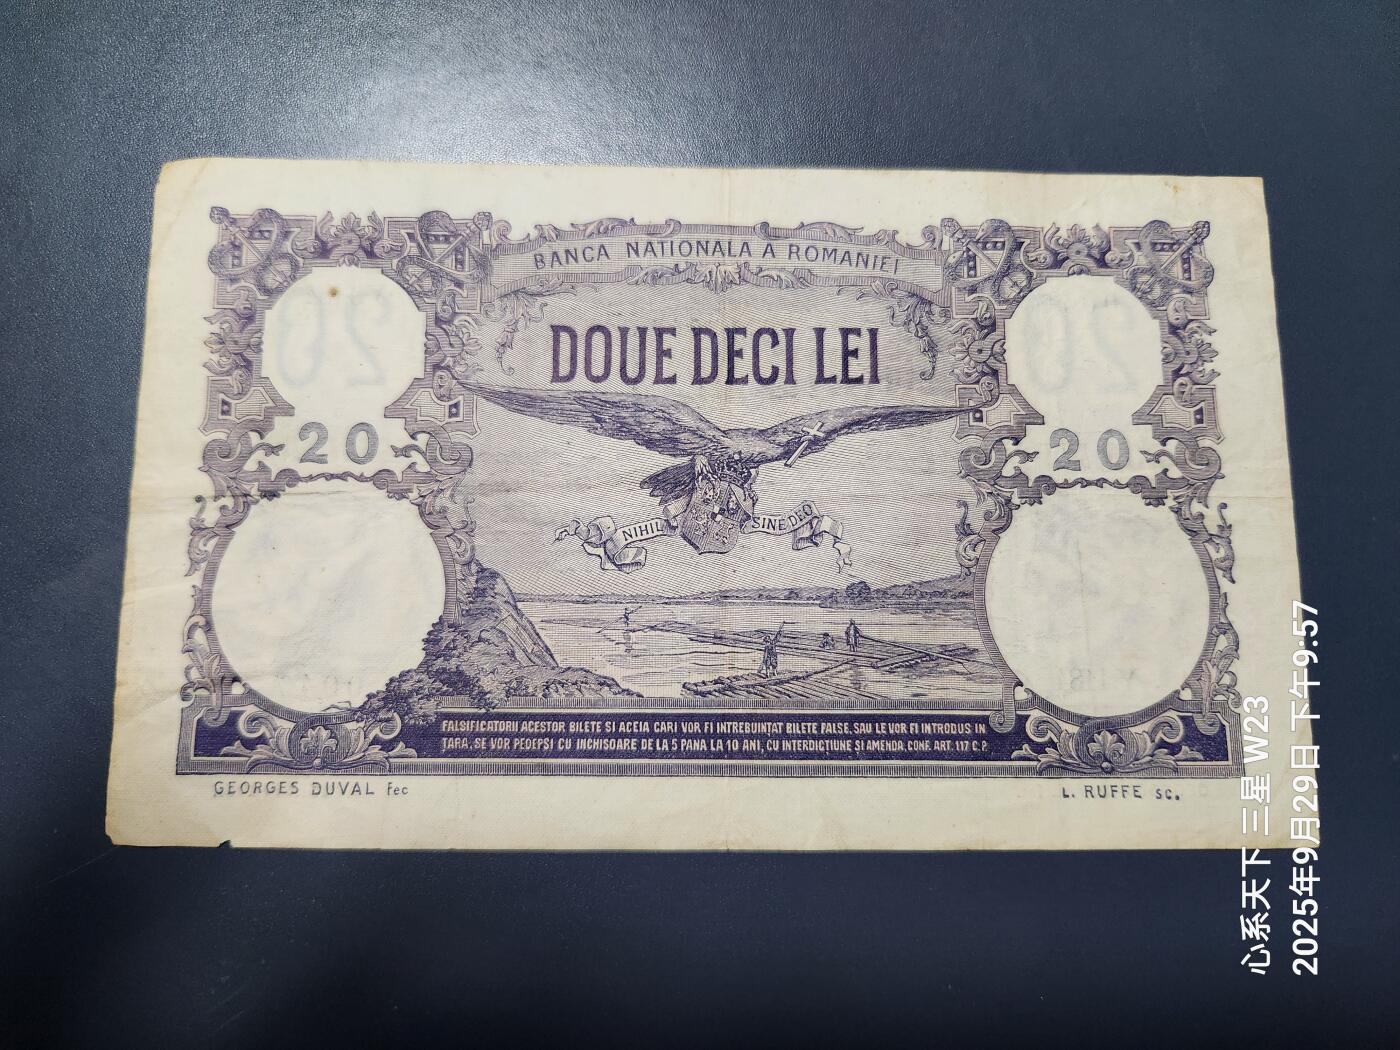 BANCA NATIONALA A ROMANIEI
DOUE DECI LEI
20
20
20
20
NIHIL SINE DEO
FALSIFICATORII ACESTOR BILETE SI ACEIA CARI VOR FI INTREBUINTAT BILETE FALSE, SAU LE VOR FI INTRODUS IN
TARA, SE VOR PEDEPSI CU INCHISOARE DE LA 5 PANA LA 10 ANI, CU INTERDICTIUNE SI AMENDA. CONF. ART. 117 C.P.
GEORGES DUVAL fec
L. RUFFE sc.
心系天下 三星 W23
2025年9月29日 下午9:57